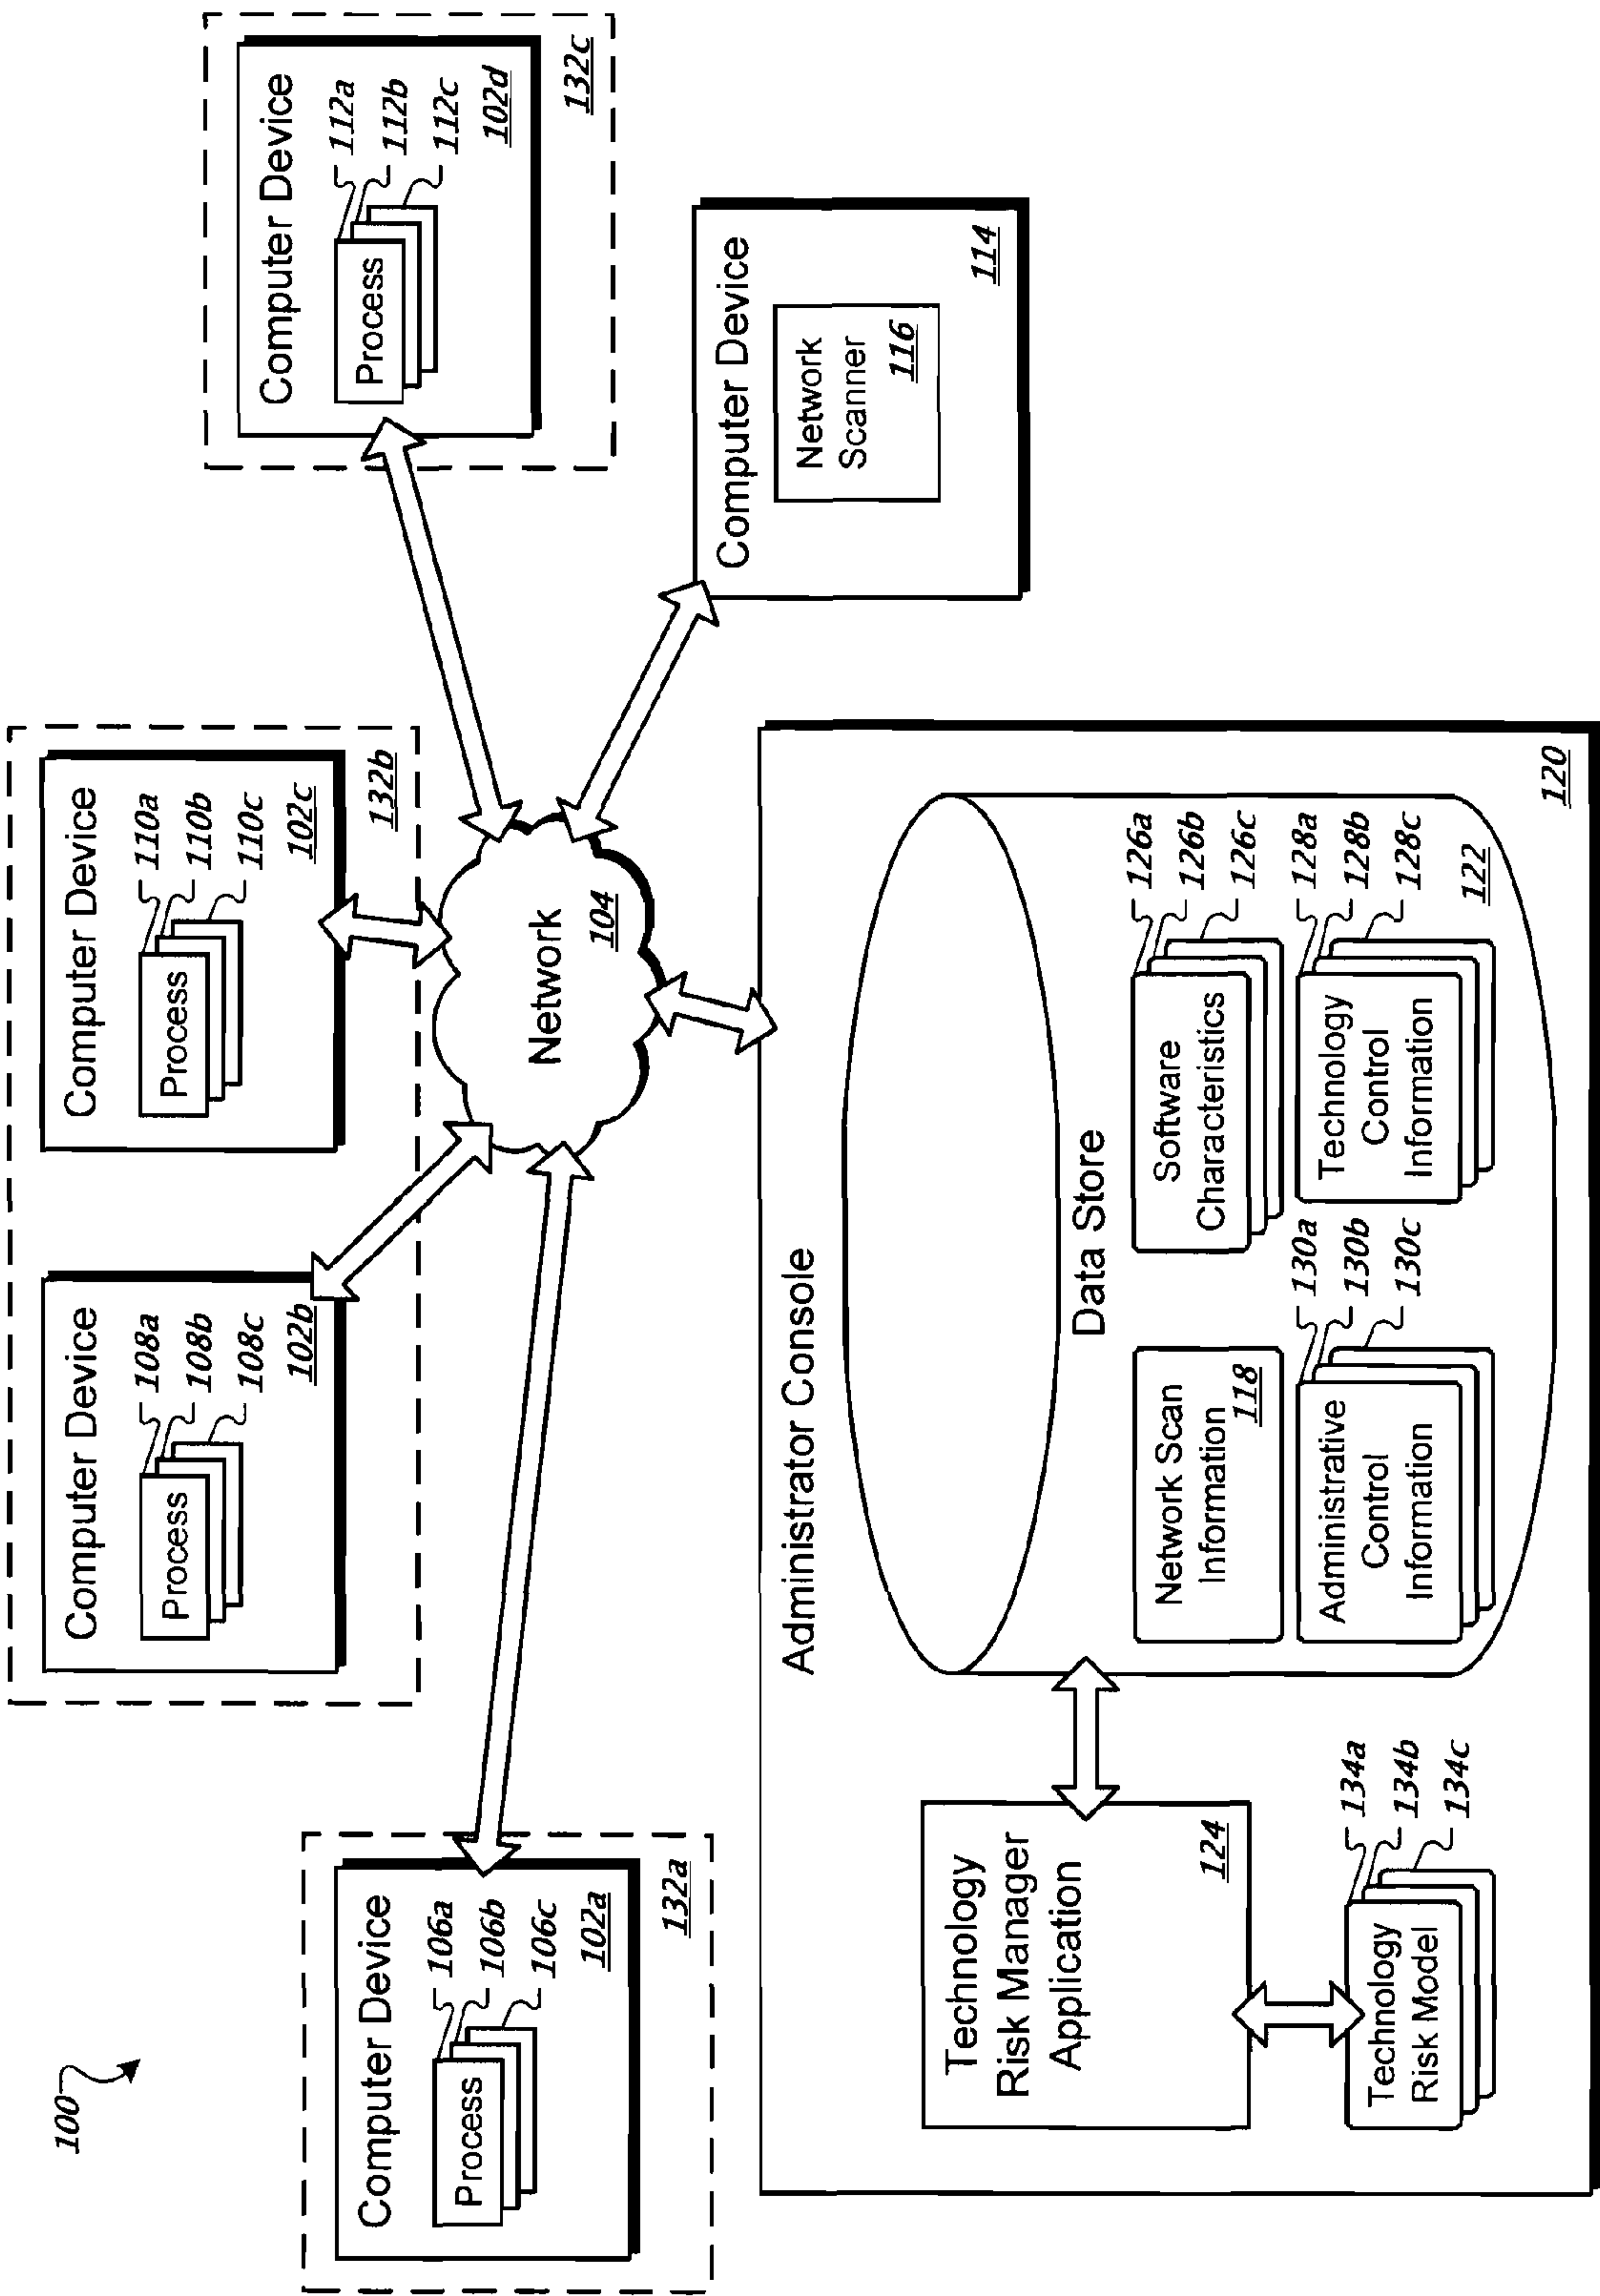 100
Computer Device
Process
106a
106b
106c
102a
132a
Computer Device
Process
108a
108b
108c
102b
Computer Device
Process
110a
110b
110c
102c
132b
Computer Device
Process
112a
112b
112c
102d
132c
Network
104
Computer Device
Network
Scanner
116
114
Administrator Console
Technology
Risk Manager
Application
124
Technology
Risk Model
134a
134b
134c
Data Store
Network Scan
Information
118
Software
Characteristics
126a
126b
126c
Administrative
Control
Information
130a
130b
130c
Technology
Control
Information
128a
128b
128c
122
120